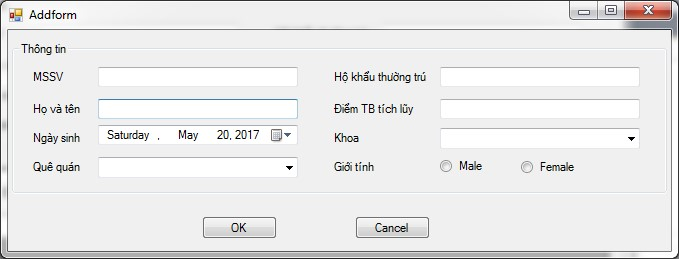 Addform
Thông tin
MSSV
Hộ khẩu thường trú
Họ và tên
Điểm TB tích lũy
Ngày sinh
Saturday , May 20, 2017
Khoa
Quê quán
Giới tính
Male
Female
OK
Cancel